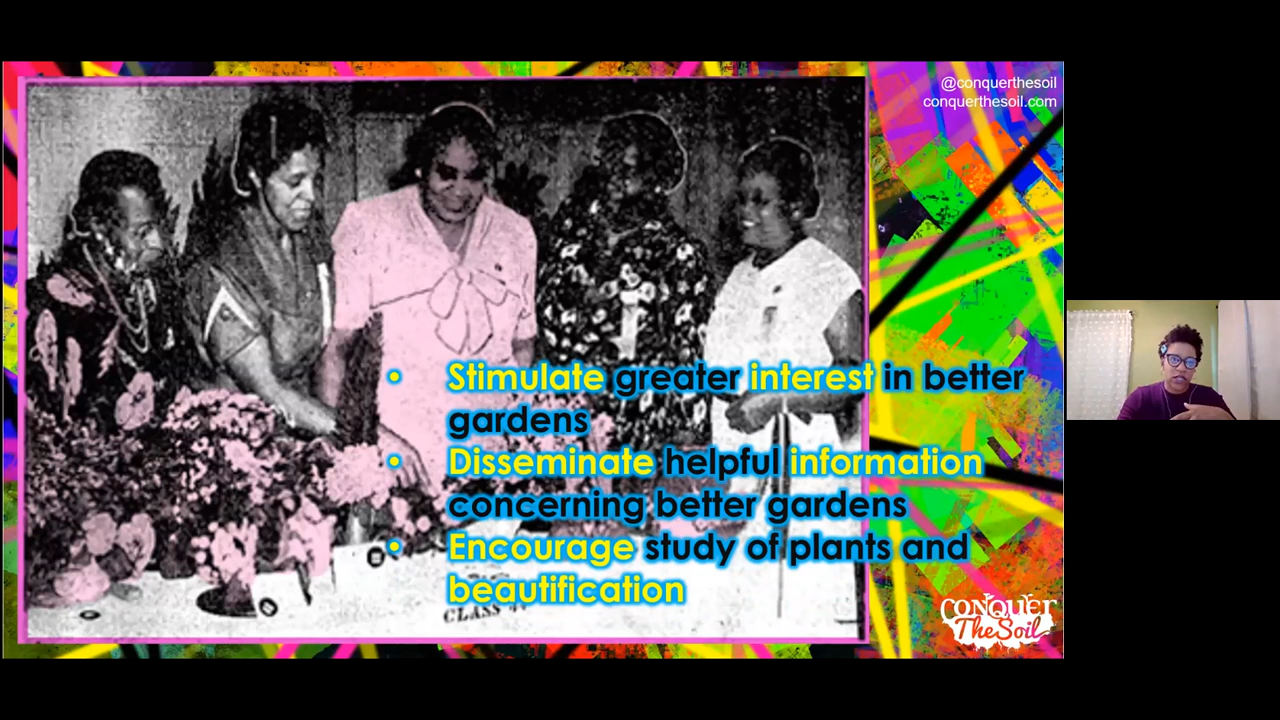 @conquerthesoil
conquerthesoil.com
• Stimulate greater interest in better
gardens
• Disseminate helpful information
concerning better gardens
• Encourage study of plants and
beautification
CLASS
CONQUER
The Soil